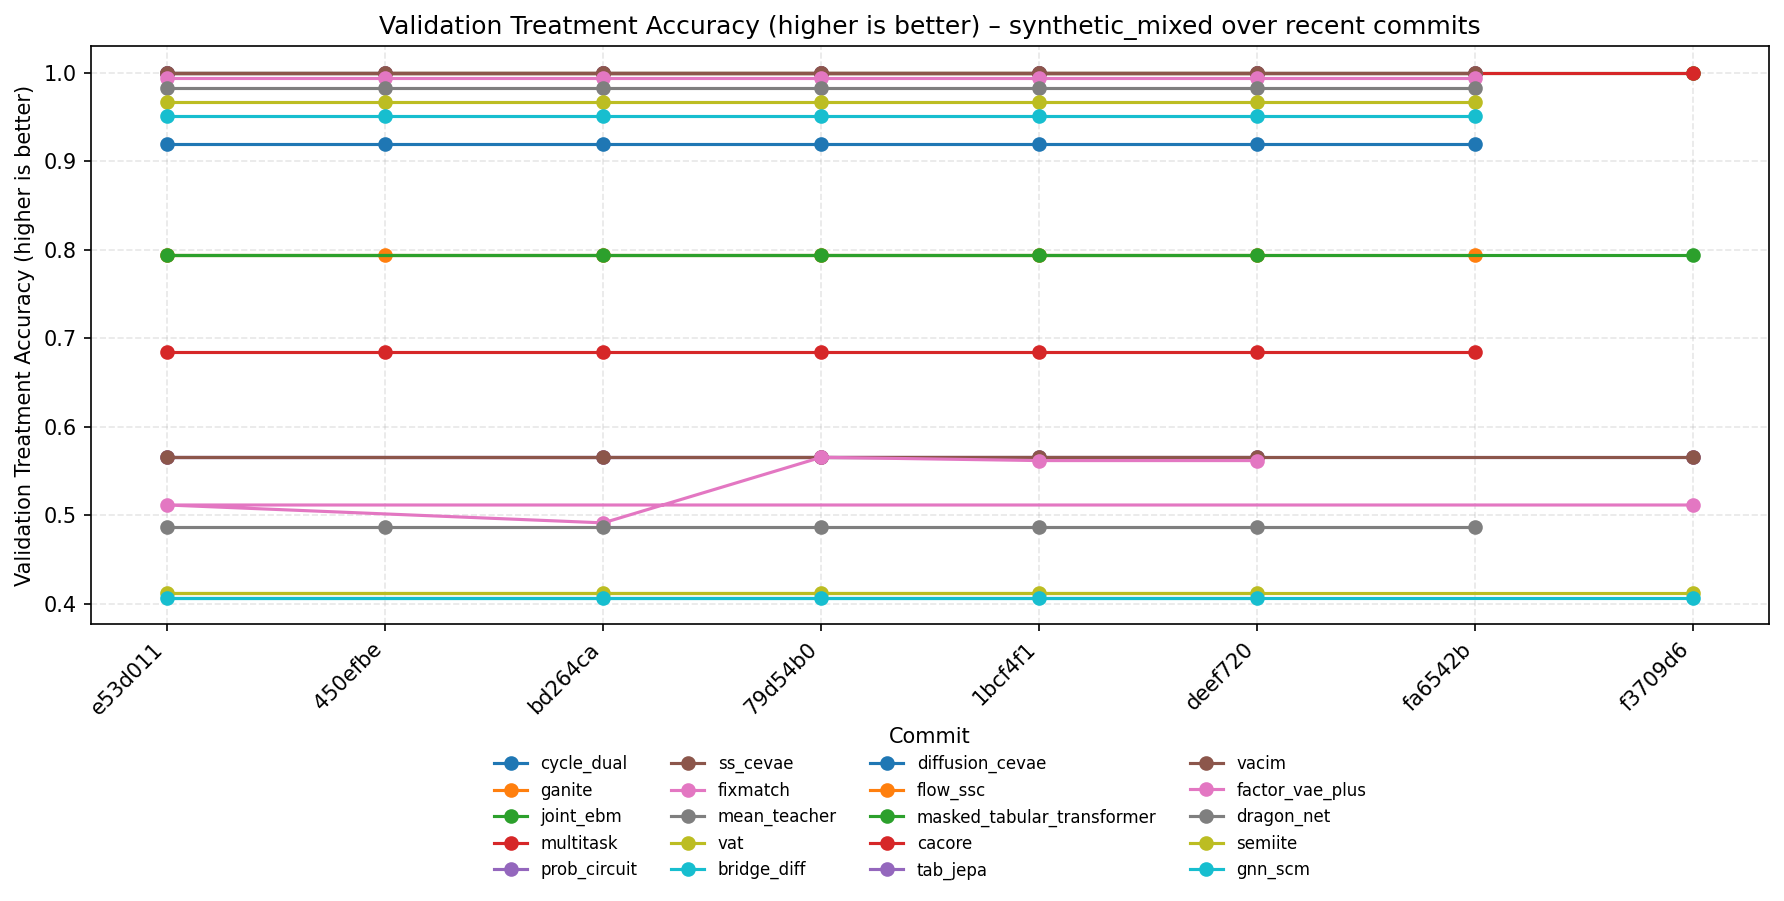 Validation Treatment Accuracy (higher is better) – synthetic_mixed over recent commits
Validation Treatment Accuracy (higher is better)
1.0
0.9
0.8
0.7
0.6
0.5
0.4
e53d011
450efbe
bd264ca
79d54b0
1bcf4f1
deef720
fa6542b
f3709d6
Commit
cycle_dual
ganite
joint_ebm
multitask
prob_circuit
ss_cevae
fixmatch
mean_teacher
vat
bridge_diff
diffusion_cevae
flow_ssc
masked_tabular_transformer
cacore
tab_jepa
vacim
factor_vae_plus
dragon_net
semiite
gnn_scm